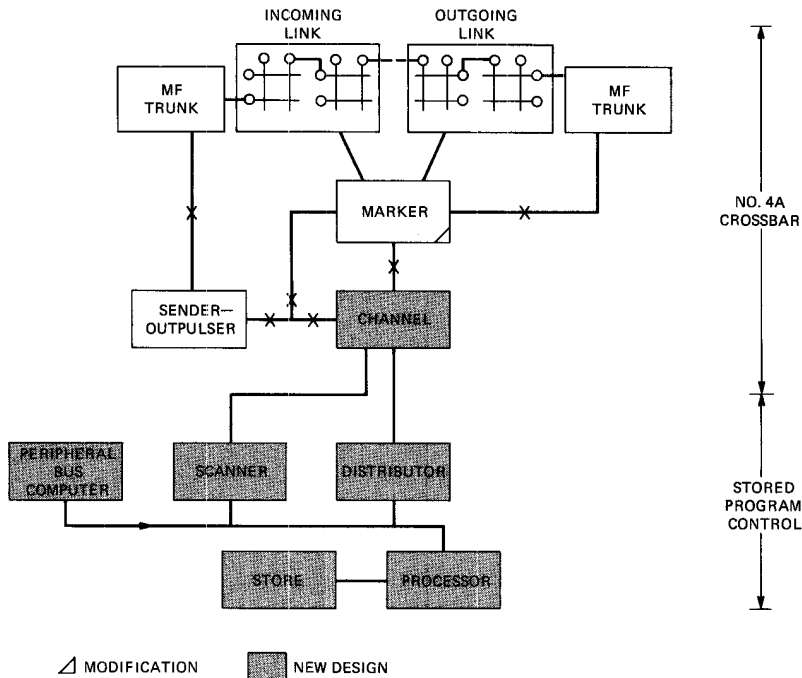 INCOMING
LINK
OUTGOING
LINK
MF
TRUNK
MF
TRUNK
MARKER
NO. 4A
CROSSBAR
SENDER—
OUTPULSER
CHANNEL
PERIPHERAL
BUS
COMPUTER
SCANNER
DISTRIBUTOR
STORED
PROGRAM
CONTROL
STORE
PROCESSOR
MODIFICATION
NEW DESIGN